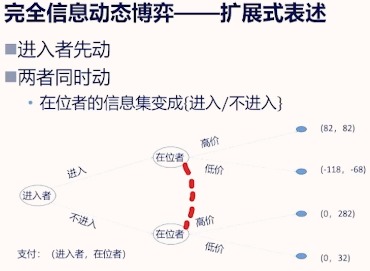 完全信息动态博弈——扩展式表述
进入者先动
两者同时动
在位者的信息集变成{进入/不进入}
在位者
高价
(82, 82)
进入
低价
(-118, -68)
进入者
(0, 282)
不进入
高价
在位者
低价
支付：（进入者，在位者）
(0, 32)